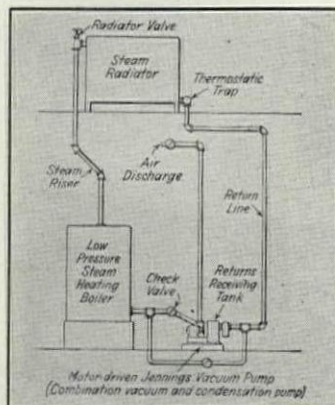 Radiator Valve
Steam
Radiator
Thermostatic
Trap
Air
Discharge
Steam
Riser
Return
Line
Low
Pressure
Steam
Heating
Boiler
Check
Valve
Returns
Receiving
Tank
Motor-driven Jennings Vacuum Pump
(Combination vacuum and condensation pump)